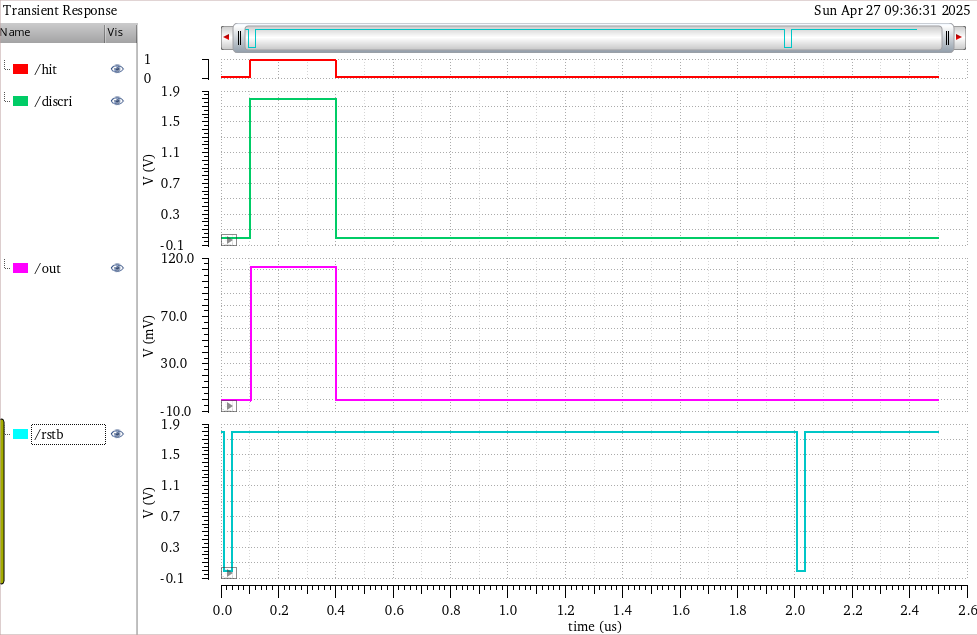 Transient Response
Sun Apr 27 09:36:31 2025
Name Vis
/hit
1
0
/discri
V (V)
1.9
1.5
1.1
0.7
0.3
-0.1
/out
V (mV)
120.0
70.0
30.0
-10.0
/rstb
V (V)
1.9
1.5
1.1
0.7
0.3
-0.1
0.0 0.2 0.4 0.6 0.8 1.0 1.2 1.4 1.6 1.8 2.0 2.2 2.4 2.6
time (us)